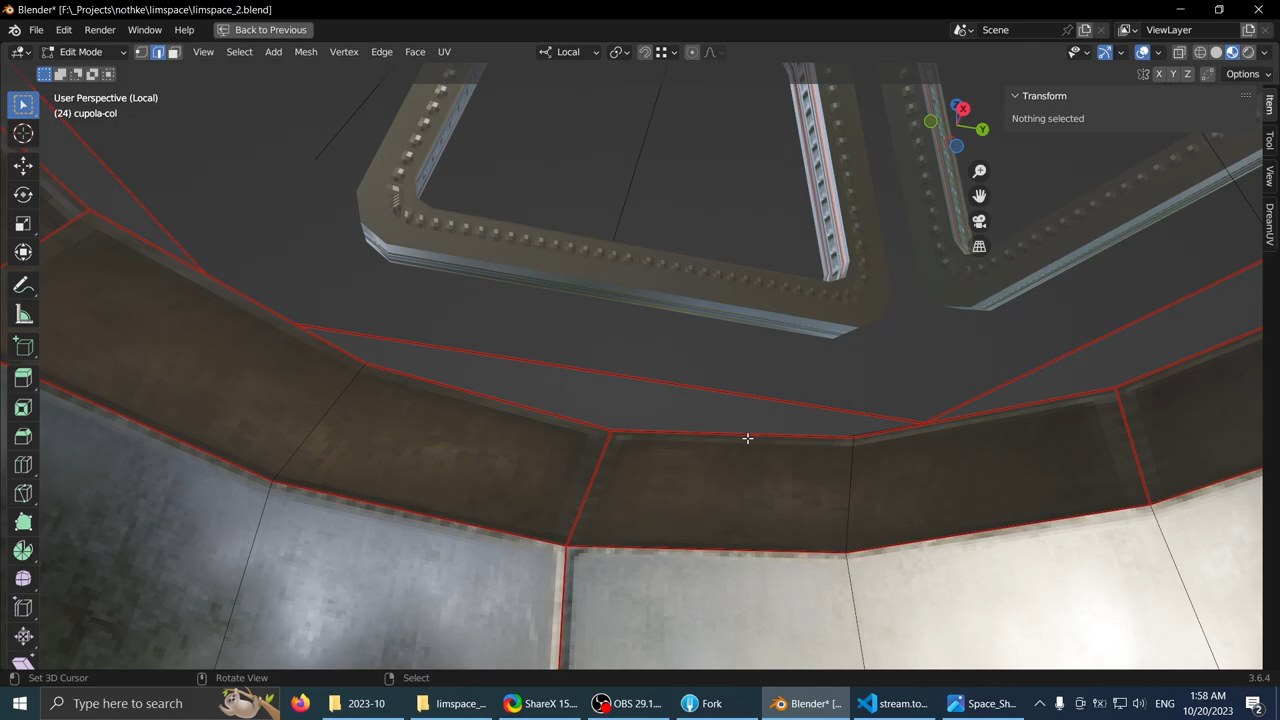 Blender* [F:\_Projects\nothke\limspace\limspace_2.blend]
File Edit Render Window Help Back to Previous Scene ViewLayer
Edit Mode View Select Add Mesh Vertex Edge Face UV Local
X Y Z Options
User Perspective (Local)
(24) cupola-col
Transform
Nothing selected
Item
Tool
View
DreamUV
X
Y
Z
Set 3D Cursor Rotate View Select 3.6.4
Type here to search 2023-10 limspace_... ShareX 15.... OBS 29.1.... Fork Blender* [... stream.to... Space_Sh... ENG
1:58 AM
10/20/2023
2